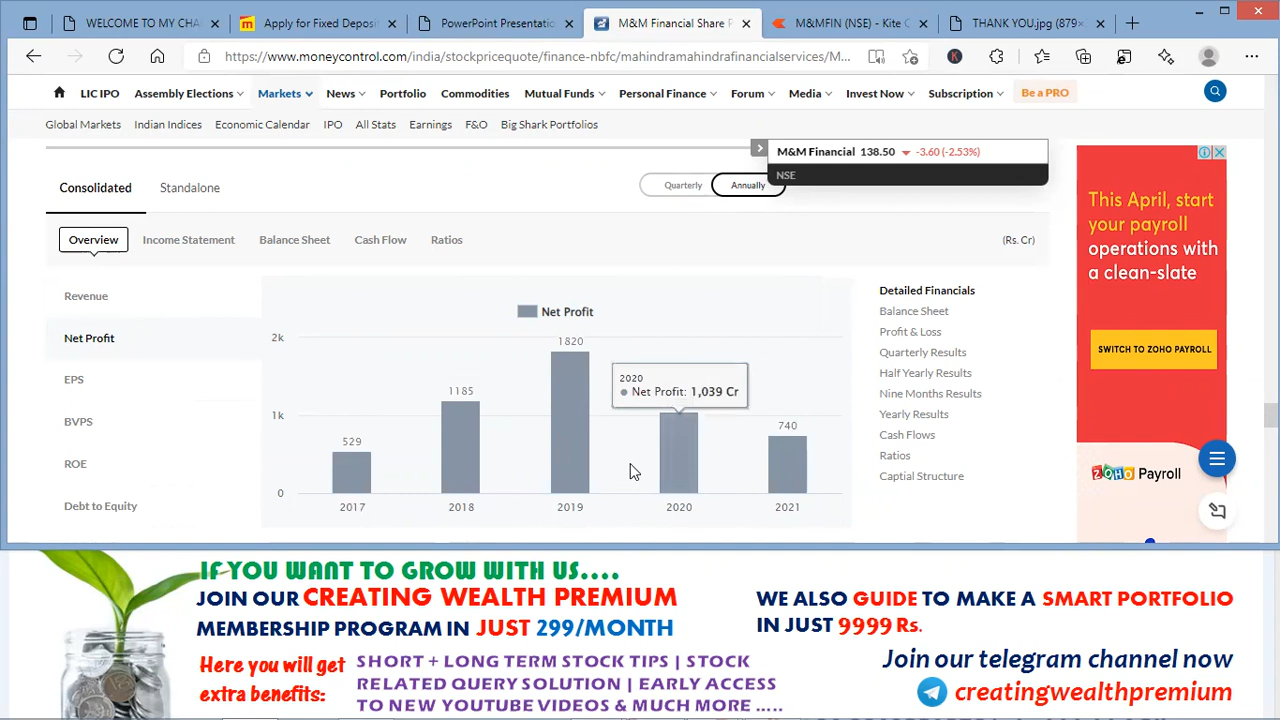 WELCOME TO MY CHA
Apply for Fixed Deposi
PowerPoint Presentatio
M&M Financial Share P
M&MFIN (NSE) - Kite C
THANK YOU.jpg (879×
https://www.moneycontrol.com/india/stockpricequote/finance-nbfc/mahindramahindrafinancialservices/M...
LIC IPO Assembly Elections Markets News Portfolio Commodities Mutual Funds Personal Finance Forum Media Invest Now Subscription Be a PRO
Global Markets Indian Indices Economic Calendar IPO All Stats Earnings F&O Big Shark Portfolios
M&M Financial 138.50 -3.60 (-2.53%)
NSE
Consolidated Standalone
Quarterly Annually
Overview Income Statement Balance Sheet Cash Flow Ratios (Rs. Cr)
Revenue
Net Profit
EPS
BVPS
ROE
Debt to Equity
Net Profit
2k
1k
0
529
1185
1820
740
2020
Net Profit: 1,039 Cr
2017 2018 2019 2020 2021
Detailed Financials
Balance Sheet
Profit & Loss
Quarterly Results
Half Yearly Results
Nine Months Results
Yearly Results
Cash Flows
Ratios
Captial Structure
This April, start
your payroll
operations with
a clean-slate
SWITCH TO ZOHO PAYROLL
ZOHO Payroll
IF YOU WANT TO GROW WITH US....
JOIN OUR CREATING WEALTH PREMIUM
MEMBERSHIP PROGRAM IN JUST 299/MONTH
Here you will get
extra benefits:
SHORT + LONG TERM STOCK TIPS | STOCK
RELATED QUERY SOLUTION | EARLY ACCESS
TO NEW YOUTUBE VIDEOS & MUCH MORE .....
WE ALSO GUIDE TO MAKE A SMART PORTFOLIO
IN JUST 9999 Rs.
Join our telegram channel now
creatingwealthpremium